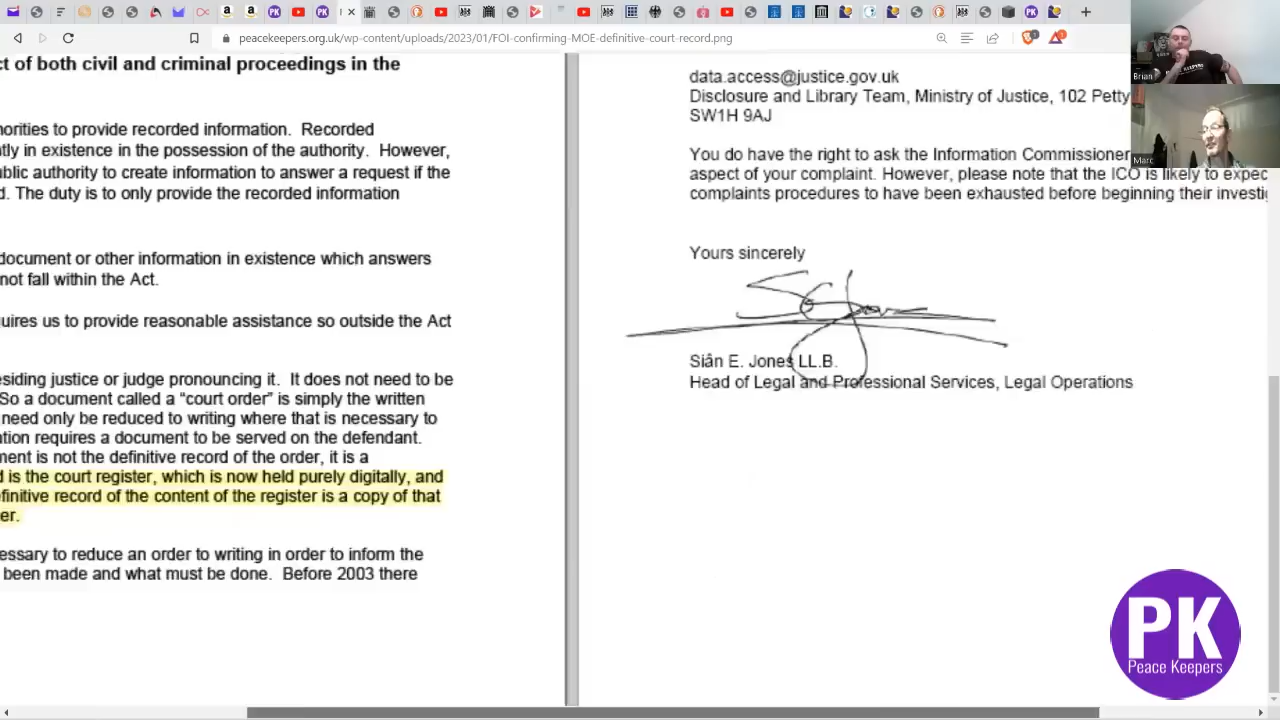 peacekeepers.org.uk/wp-content/uploads/2023/01/FOI-confirming-MOE-definitive-court-record.png
Brian
Marc
ct of both civil and criminal proceedings in the
horities to provide recorded information. Recorded
ntly in existence in the possession of the authority. However,
ublic authority to create information to answer a request if the
d. The duty is to only provide the recorded information
document or other information in existence which answers
not fall within the Act.
quires us to provide reasonable assistance so outside the Act
esiding justice or judge pronouncing it. It does not need to be
So a document called a “court order” is simply the written
need only be reduced to writing where that is necessary to
ntion requires a document to be served on the defendant.
ment is not the definitive record of the order, it is a
d is the court register, which is now held purely digitally, and
efinitive record of the content of the register is a copy of that
er.
essary to reduce an order to writing in order to inform the
been made and what must be done. Before 2003 there
data.access@justice.gov.uk
Disclosure and Library Team, Ministry of Justice, 102 Petty
SW1H 9AJ
You do have the right to ask the Information Commissioner
aspect of your complaint. However, please note that the ICO is likely to expec
complaints procedures to have been exhausted before beginning their investi
Yours sincerely
Siân E. Jones LL.B.
Head of Legal and Professional Services, Legal Operations
PK
Peace Keepers